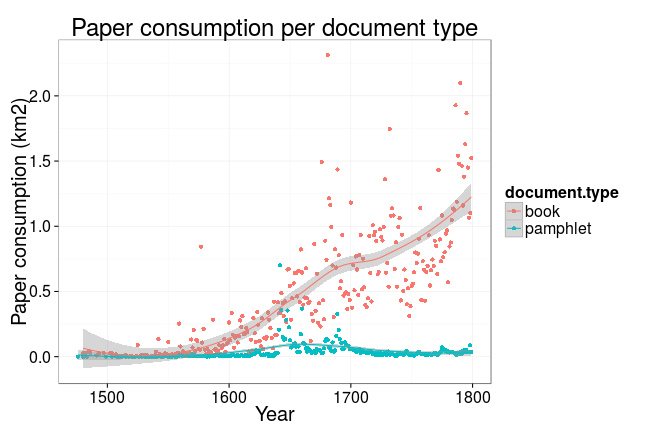 Paper consumption per document type
Paper consumption (km2)
2.0
1.5
1.0
0.5
0.0
1500 1600 1700 1800
Year
document.type
book
pamphlet